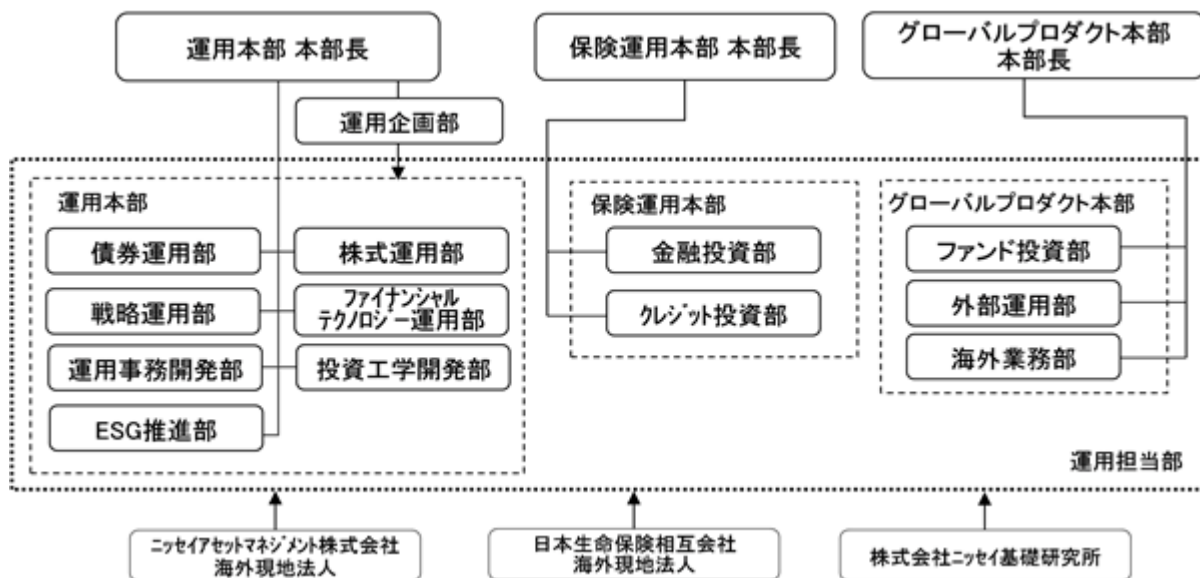 運用本部 本部長
保険運用本部 本部長
グローバルプロダクト本部
本部長
運用企画部
運用本部
債券運用部
株式運用部
戦略運用部
ファイナンシャル
テクノロジー運用部
運用事務開発部
投資工学開発部
ESG推進部
保険運用本部
金融投資部
クレジット投資部
グローバルプロダクト本部
ファンド投資部
外部運用部
海外業務部
運用担当部
ニッセイアセットマネジメント株式会社
海外現地法人
日本生命保険相互会社
海外現地法人
株式会社ニッセイ基礎研究所